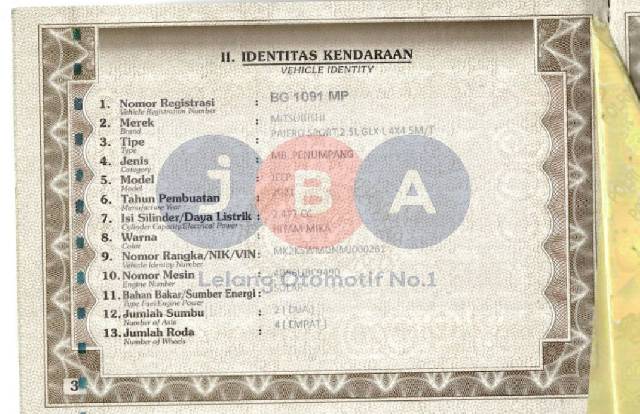 II. IDENTITAS KENDARAAN
VEHICLE IDENTITY
1. Nomor Registrasi : BG 1091 MP
Vehicle Registration Number
2. Merek : MITSUBISHI
Brand
3. Tipe : PAJERO SPORT 2.5L GLX-L 4X4 5M/T
Type
4. Jenis : MB. PENUMPANG
Category
5. Model : JEEP
Model
6. Tahun Pembuatan :
Manufacture Year
7. Isi Silinder/Daya Listrik : 2.477 CC
Cylinder Capacity/Electrical Power
8. Warna : HITAM MIKA
Color
9. Nomor Rangka/NIK/VIN:
Vehicle Identity Number
10. Nomor Mesin :
Engine Number
11. Bahan Bakar/Sumber Energi :
Type Fuel/Engine Power
12. Jumlah Sumbu : 2 ( DUA )
Number of Axle
13. Jumlah Roda : 4 ( EMPAT )
Number of Wheels
JBA
Lelang Otomotif No.1
3